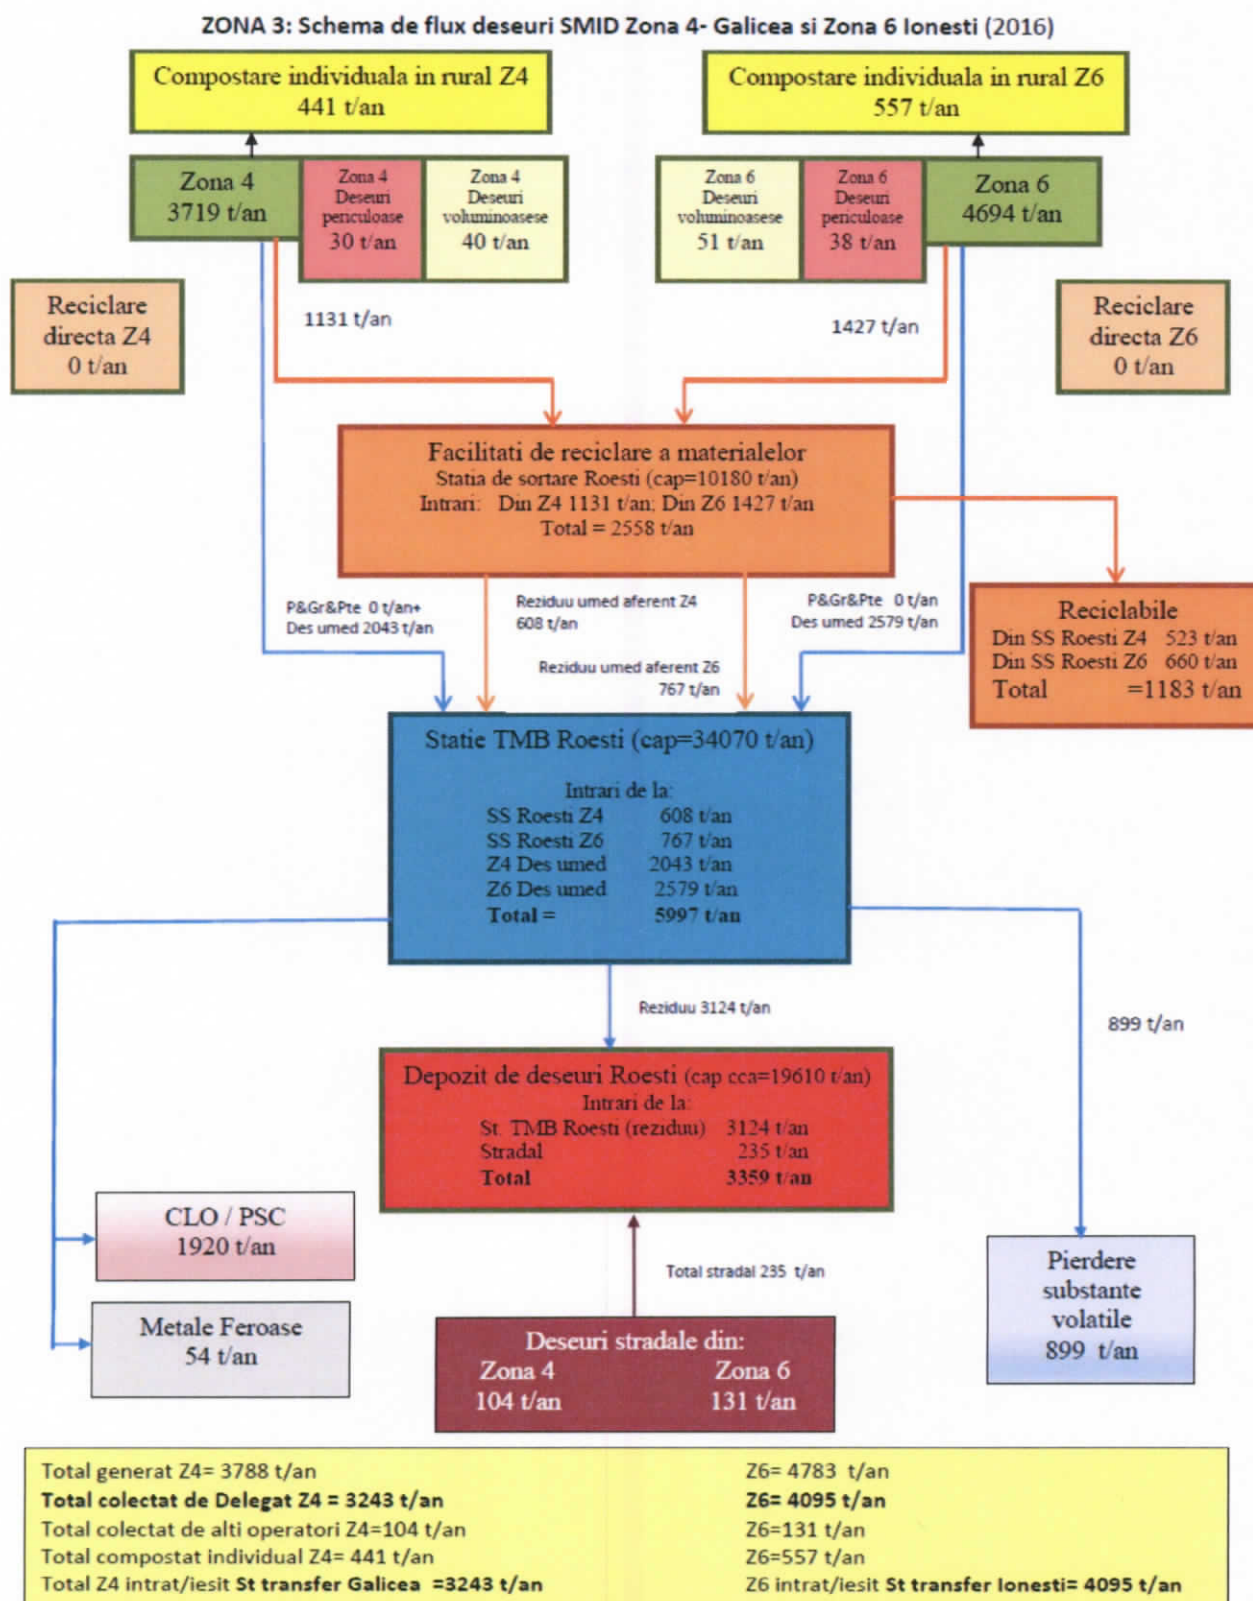 ZONA 3: Schema de flux deseuri SMID Zona 4- Galicea si Zona 6 Ionesti (2016)
Compostare individuala in rural Z4
441 t/an
Compostare individuala in rural Z6
557 t/an
Zona 4
3719 t/an
Zona 4
Deseuri
periculoase
30 t/an
Zona 4
Deseuri
voluminoasese
40 t/an
Zona 6
Deseuri
voluminoasese
51 t/an
Zona 6
Deseuri
periculoase
38 t/an
Zona 6
4694 t/an
Reciclare
directa Z4
0 t/an
1131 t/an
1427 t/an
Reciclare
directa Z6
0 t/an
Facilitati de reciclare a materialelor
Statia de sortare Roesti (cap=10180 t/an)
Intrari: Din Z4 1131 t/an; Din Z6 1427 t/an
Total = 2558 t/an
P&Gr&Pte 0 t/an+
Des umed 2043 t/an
Reziduu umed aferent Z4
608 t/an
Reziduu umed aferent Z6
767 t/an
P&Gr&Pte 0 t/an
Des umed 2579 t/an
Reciclabile
Din SS Roesti Z4 523 t/an
Din SS Roesti Z6 660 t/an
Total =1183 t/an
Statie TMB Roesti (cap=34070 t/an)
Intrari de la:
SS Roesti Z4 608 t/an
SS Roesti Z6 767 t/an
Z4 Des umed 2043 t/an
Z6 Des umed 2579 t/an
Total = 5997 t/an
Reziduu 3124 t/an
899 t/an
Depozit de deseuri Roesti (cap cca=19610 t/an)
Intrari de la:
St. TMB Roesti (reziduu) 3124 t/an
Stradal 235 t/an
Total 3359 t/an
CLO / PSC
1920 t/an
Metale Feroase
54 t/an
Total stradal 235 t/an
Pierdere
substante
volatile
899 t/an
Deseuri stradale din:
Zona 4 Zona 6
104 t/an 131 t/an
Total generat Z4= 3788 t/an Z6= 4783 t/an
Total colectat de Delegat Z4 = 3243 t/an Z6= 4095 t/an
Total colectat de alti operatori Z4=104 t/an Z6=131 t/an
Total compostat individual Z4= 441 t/an Z6=557 t/an
Total Z4 intrat/iesit St transfer Galicea =3243 t/an Z6 intrat/iesit St transfer Ionesti= 4095 t/an